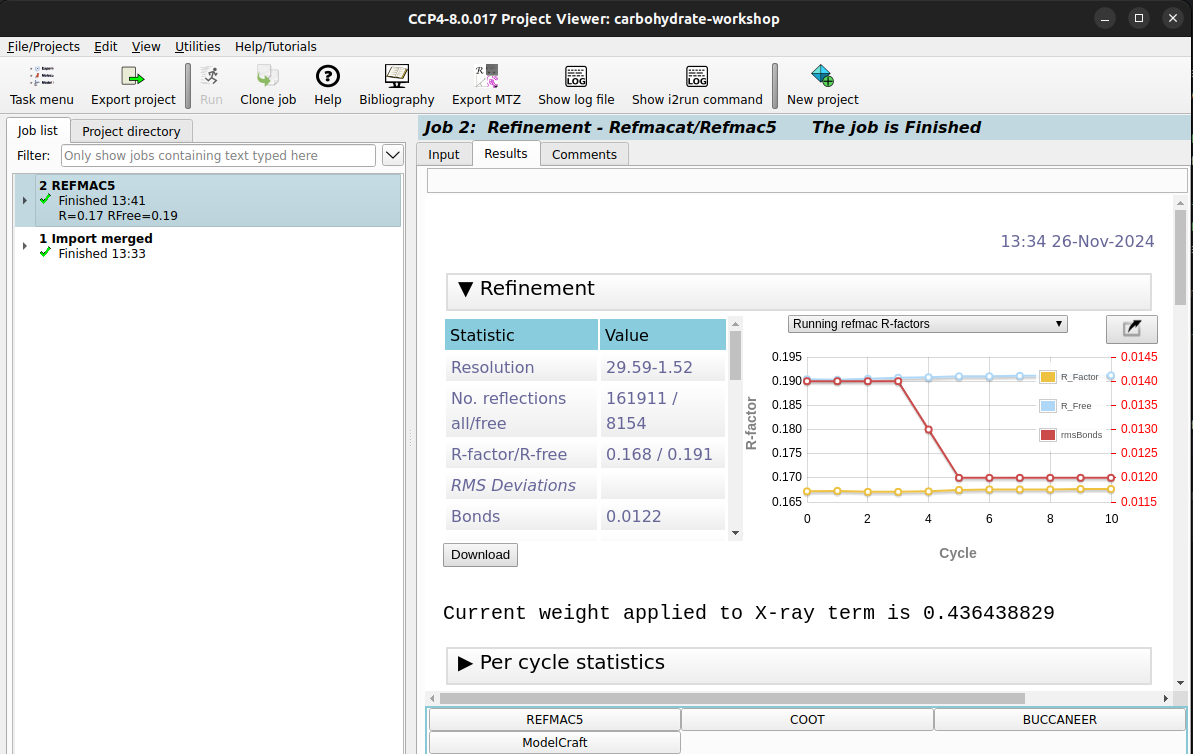 CCP4-8.0.017 Project Viewer: carbohydrate-workshop
File/Projects Edit View Utilities Help/Tutorials
Task menu Export project Run Clone job Help Bibliography Export MTZ Show log file Show i2run command New project
Job list Project directory
Filter: Only show jobs containing text typed here
2 REFMAC5
Finished 13:41
R=0.17 RFree=0.19
1 Import merged
Finished 13:33
Job 2: Refinement - Refmacat/Refmac5 The job is Finished
Input Results Comments
13:34 26-Nov-2024
▼ Refinement
Statistic Value
Resolution 29.59-1.52
No. reflections all/free 161911 / 8154
R-factor/R-free 0.168 / 0.191
RMS Deviations
Bonds 0.0122
Download
Running refmac R-factors
0.195
0.190
0.185
0.180
0.175
0.170
0.165
R-factor
0.0145
0.0140
0.0135
0.0130
0.0125
0.0120
0.0115
R_Factor
R_Free
rmsBonds
0 2 4 6 8 10
Cycle
Current weight applied to X-ray term is 0.436438829
▶ Per cycle statistics
REFMAC5 COOT BUCCANEER
ModelCraft